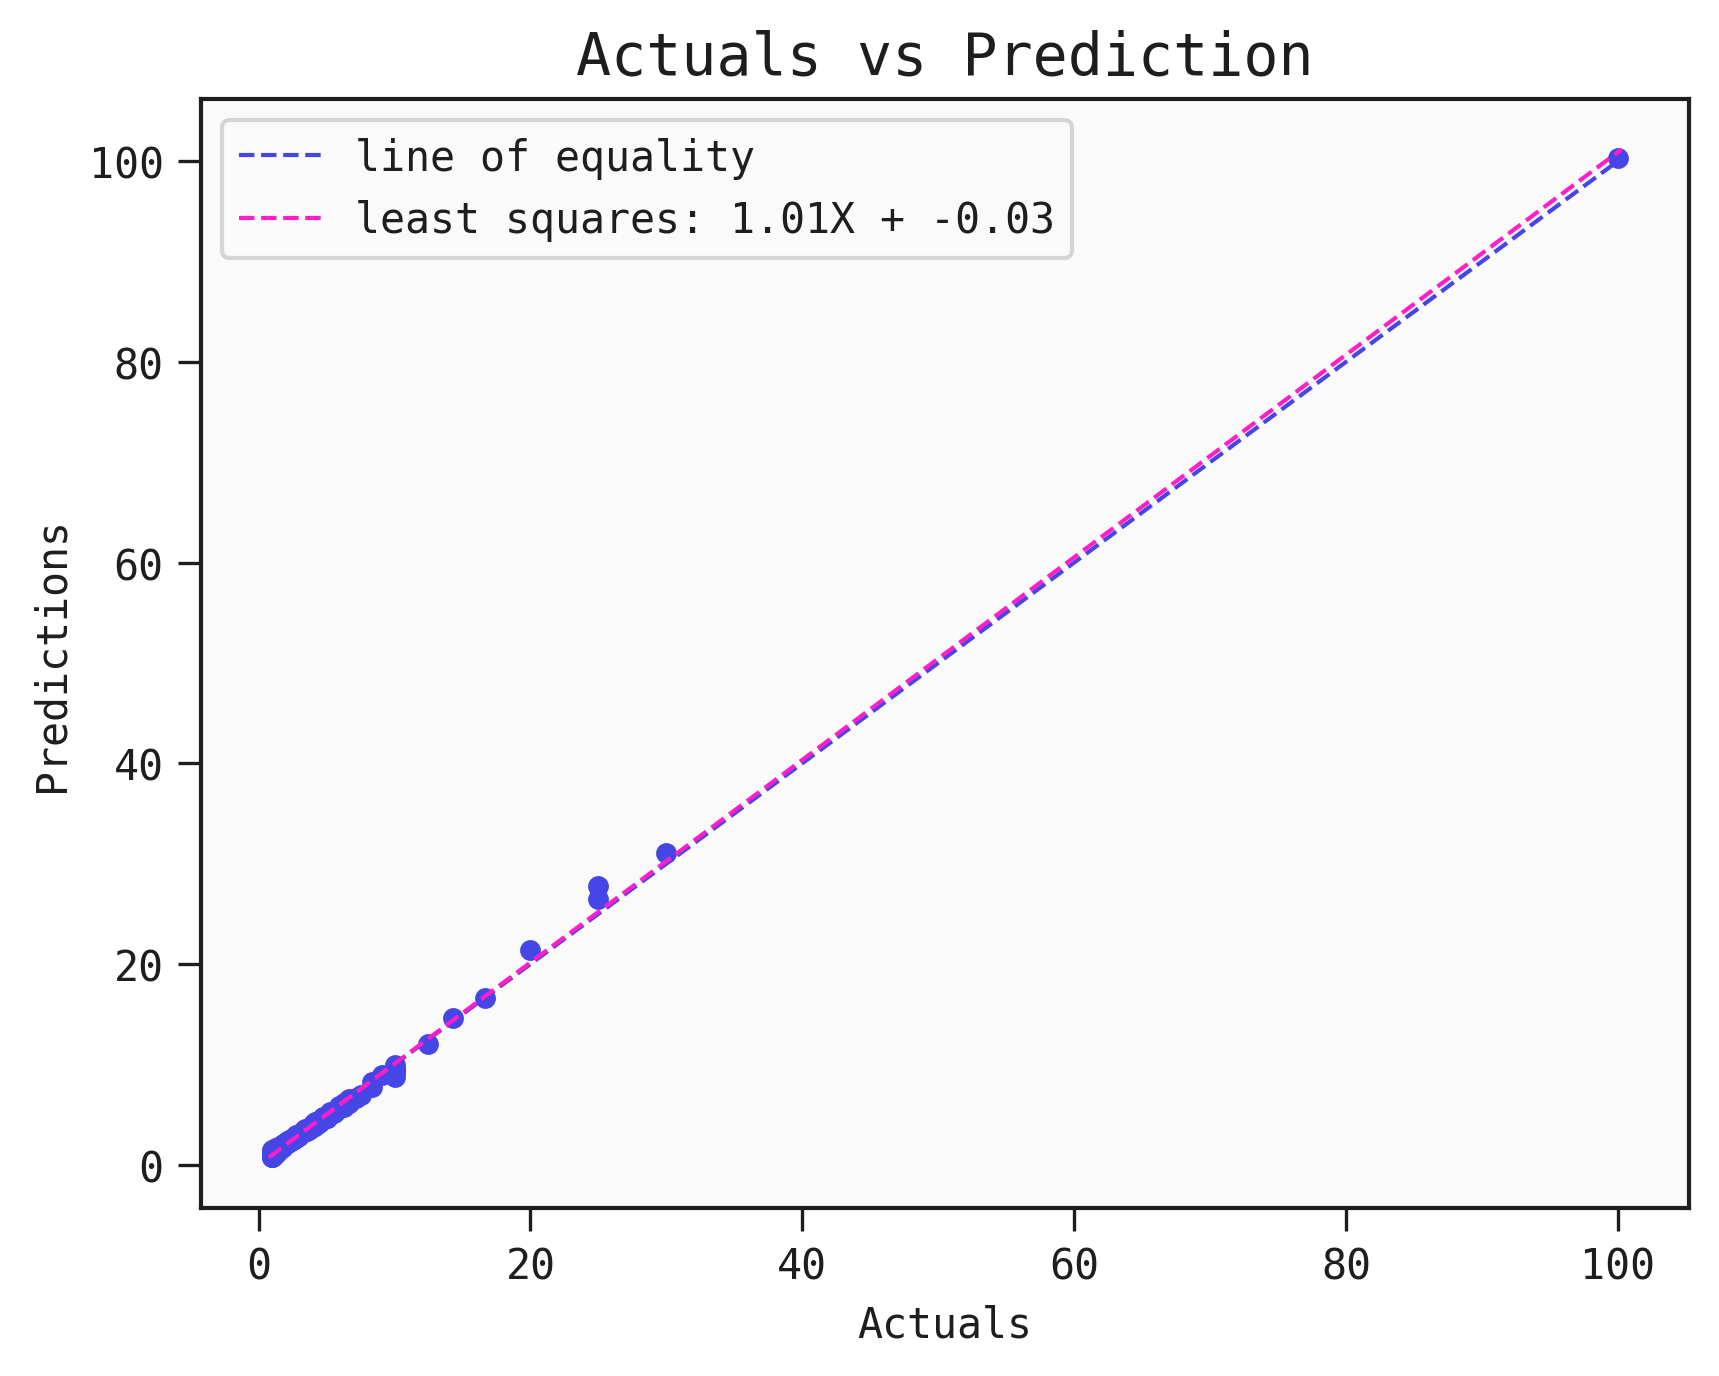 Actuals vs Prediction
line of equality
least squares: 1.01X + -0.03
100
80
60
40
20
0
Predictions
0 20 40 60 80 100
Actuals